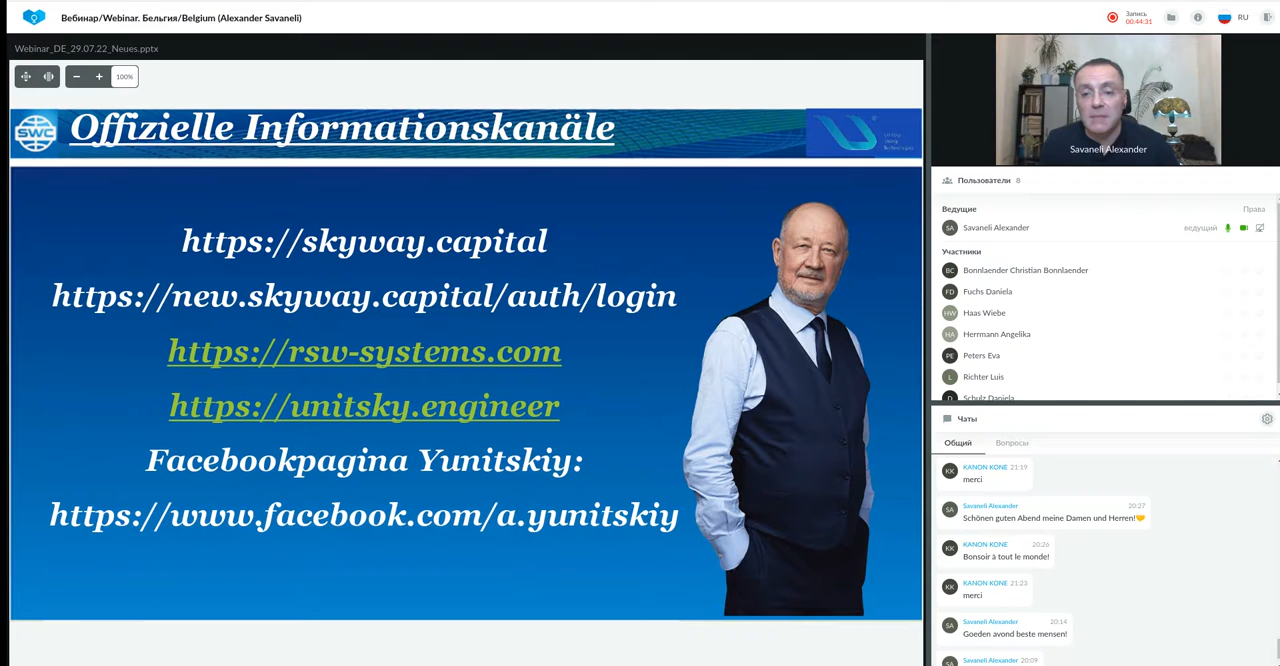 Вебинар/Webinar. Бельгия/Belgium (Alexander Savaneli)
Запись
00:44:31
RU
Webinar_DE_29.07.22_Neues.pptx
100%
SWC
Offizielle Informationskanäle
https://skyway.capital
https://new.skyway.capital/auth/login
https://rsw-systems.com
https://unitsky.engineer
Facebookpagina Yunitskiy:
https://www.facebook.com/a.yunitskiy
Savaneli Alexander
Пользователи 8
Ведущие Права
SA Savaneli Alexander ведущий
Участники
BC Bonnlaender Christian Bonnlaender
FD Fuchs Daniela
HW Haas Wiebe
HA Herrmann Angelika
PE Peters Eva
L Richter Luis
D Schulz Daniela
Чаты
Общий Вопросы
KK KANON KONE 21:19
merci
SA Savaneli Alexander 20:27
Schönen guten Abend meine Damen und Herren!🤝
KK KANON KONE 20:26
Bonsoir à tout le monde!
KK KANON KONE 21:23
merci
SA Savaneli Alexander 20:14
Goeden avond beste mensen!
SA Savaneli Alexander 20:09